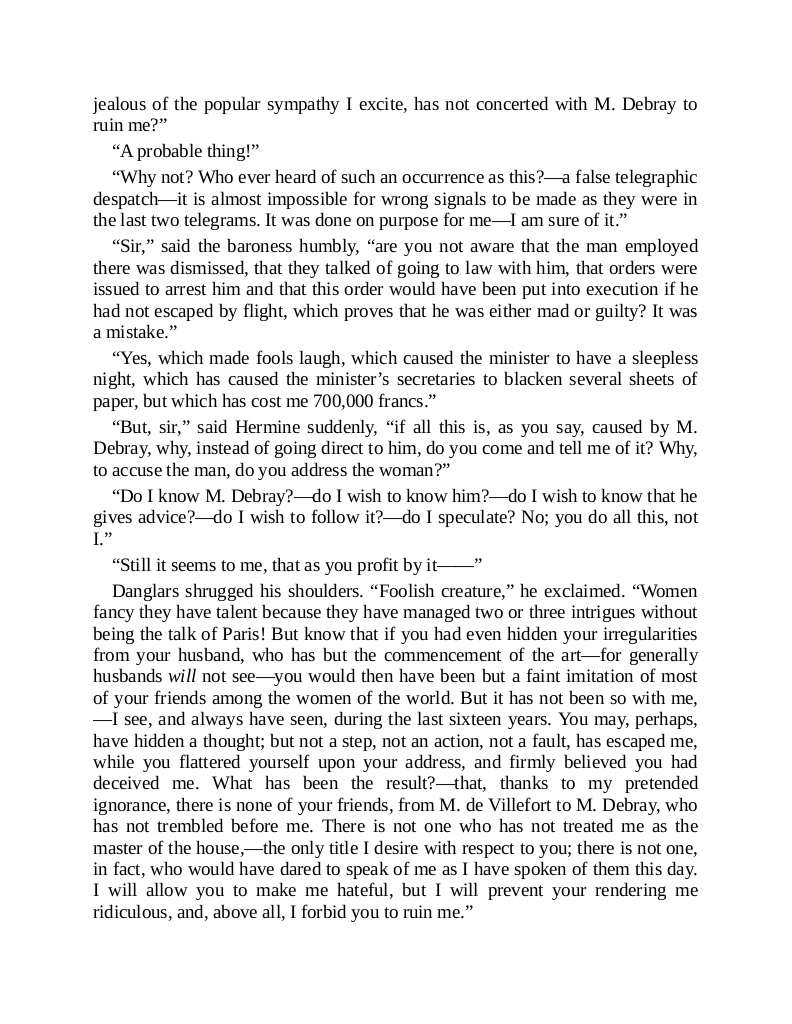 jealous of the popular sympathy I excite, has not concerted with M. Debray to
ruin me?”
“A probable thing!”
“Why not? Who ever heard of such an occurrence as this?—a false telegraphic
despatch—it is almost impossible for wrong signals to be made as they were in
the last two telegrams. It was done on purpose for me—I am sure of it.”
“Sir,” said the baroness humbly, “are you not aware that the man employed
there was dismissed, that they talked of going to law with him, that orders were
issued to arrest him and that this order would have been put into execution if he
had not escaped by flight, which proves that he was either mad or guilty? It was
a mistake.”
“Yes, which made fools laugh, which caused the minister to have a sleepless
night, which has caused the minister’s secretaries to blacken several sheets of
paper, but which has cost me 700,000 francs.”
“But, sir,” said Hermine suddenly, “if all this is, as you say, caused by M.
Debray, why, instead of going direct to him, do you come and tell me of it? Why,
to accuse the man, do you address the woman?”
“Do I know M. Debray?—do I wish to know him?—do I wish to know that he
gives advice?—do I wish to follow it?—do I speculate? No; you do all this, not
I.”
“Still it seems to me, that as you profit by it——”
Danglars shrugged his shoulders. “Foolish creature,” he exclaimed. “Women
fancy they have talent because they have managed two or three intrigues without
being the talk of Paris! But know that if you had even hidden your irregularities
from your husband, who has but the commencement of the art—for generally
husbands will not see—you would then have been but a faint imitation of most
of your friends among the women of the world. But it has not been so with me,
—I see, and always have seen, during the last sixteen years. You may, perhaps,
have hidden a thought; but not a step, not an action, not a fault, has escaped me,
while you flattered yourself upon your address, and firmly believed you had
deceived me. What has been the result?—that, thanks to my pretended
ignorance, there is none of your friends, from M. de Villefort to M. Debray, who
has not trembled before me. There is not one who has not treated me as the
master of the house,—the only title I desire with respect to you; there is not one,
in fact, who would have dared to speak of me as I have spoken of them this day.
I will allow you to make me hateful, but I will prevent your rendering me
ridiculous, and, above all, I forbid you to ruin me.”